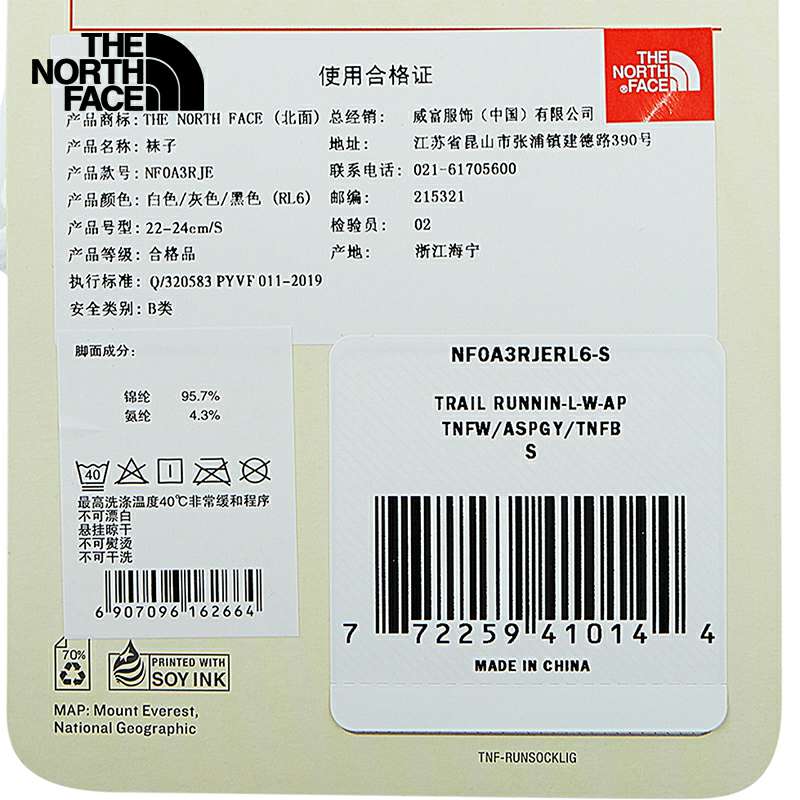 THE
NORTH
FACE
使用合格证
THE
NORTH
®FACE
产品商标: THE NORTH FACE (北面)
总经销: 威富服饰 (中国) 有限公司
产品名称: 袜子
地址: 江苏省昆山市张浦镇建德路390号
产品款号: NF0A3RJE
联系电话: 021-61705600
产品颜色: 白色/灰色/黑色 (RL6)
邮编: 215321
产品号型: 22-24cm/S
检验员: 02
产品等级: 合格品
产地: 浙江海宁
执行标准: Q/320583 PYVF 011-2019
安全类别: B类
脚面成分:
锦纶 95.7%
氨纶 4.3%
40
最高洗涤温度40℃非常缓和程序
不可漂白
悬挂晾干
不可熨烫
不可干洗
6 907096 162664
NF0A3RJERL6-S
TRAIL RUNNIN-L-W-AP
TNFW/ASPGY/TNFB
S
7 72259 41014 4
MADE IN CHINA
70%
PRINTED WITH
SOY INK
MAP: Mount Everest,
National Geographic
TNF-RUNSOCKLIG